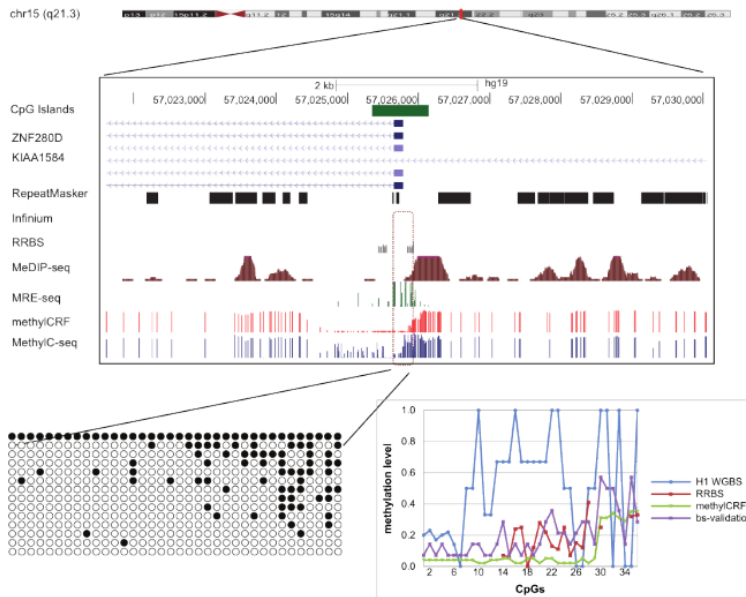 chr15 (q21.3)
2 kb hg19
57,023,000 57,024,000 57,025,000 57,026,000 57,027,000 57,028,000 57,029,000 57,030,000
CpG Islands
ZNF280D
KIAA1584
RepeatMasker
Infinium
RRBS
MeDIP-seq
MRE-seq
methylCRF
MethylC-seq
1.0
0.8
0.6
0.4
0.2
0.0
methylation level
2 6 10 14 18 22 26 30 34
CpGs
H1 WGBS
RRBS
methylCRF
bs-validatio